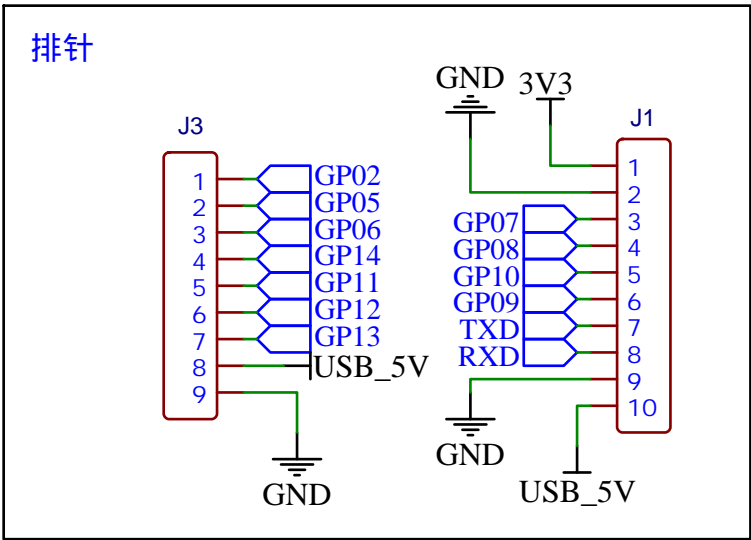 排针
J3
1 GP02
2 GP05
3 GP06
4 GP14
5 GP11
6 GP12
7 GP13
8 USB_5V
9
GND
GND
3V3
J1
1
2
GP07 3
GP08 4
GP10 5
GP09 6
TXD 7
RXD 8
9
10
GND
USB_5V